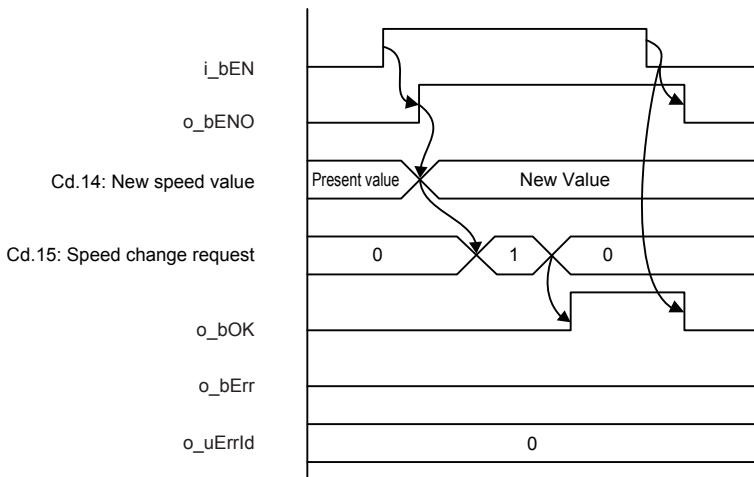 i_bEN
o_bENO
Cd.14: New speed value
Present value
New Value
Cd.15: Speed change request
0
1
0
o_bOK
o_bErr
o_uErrId
0